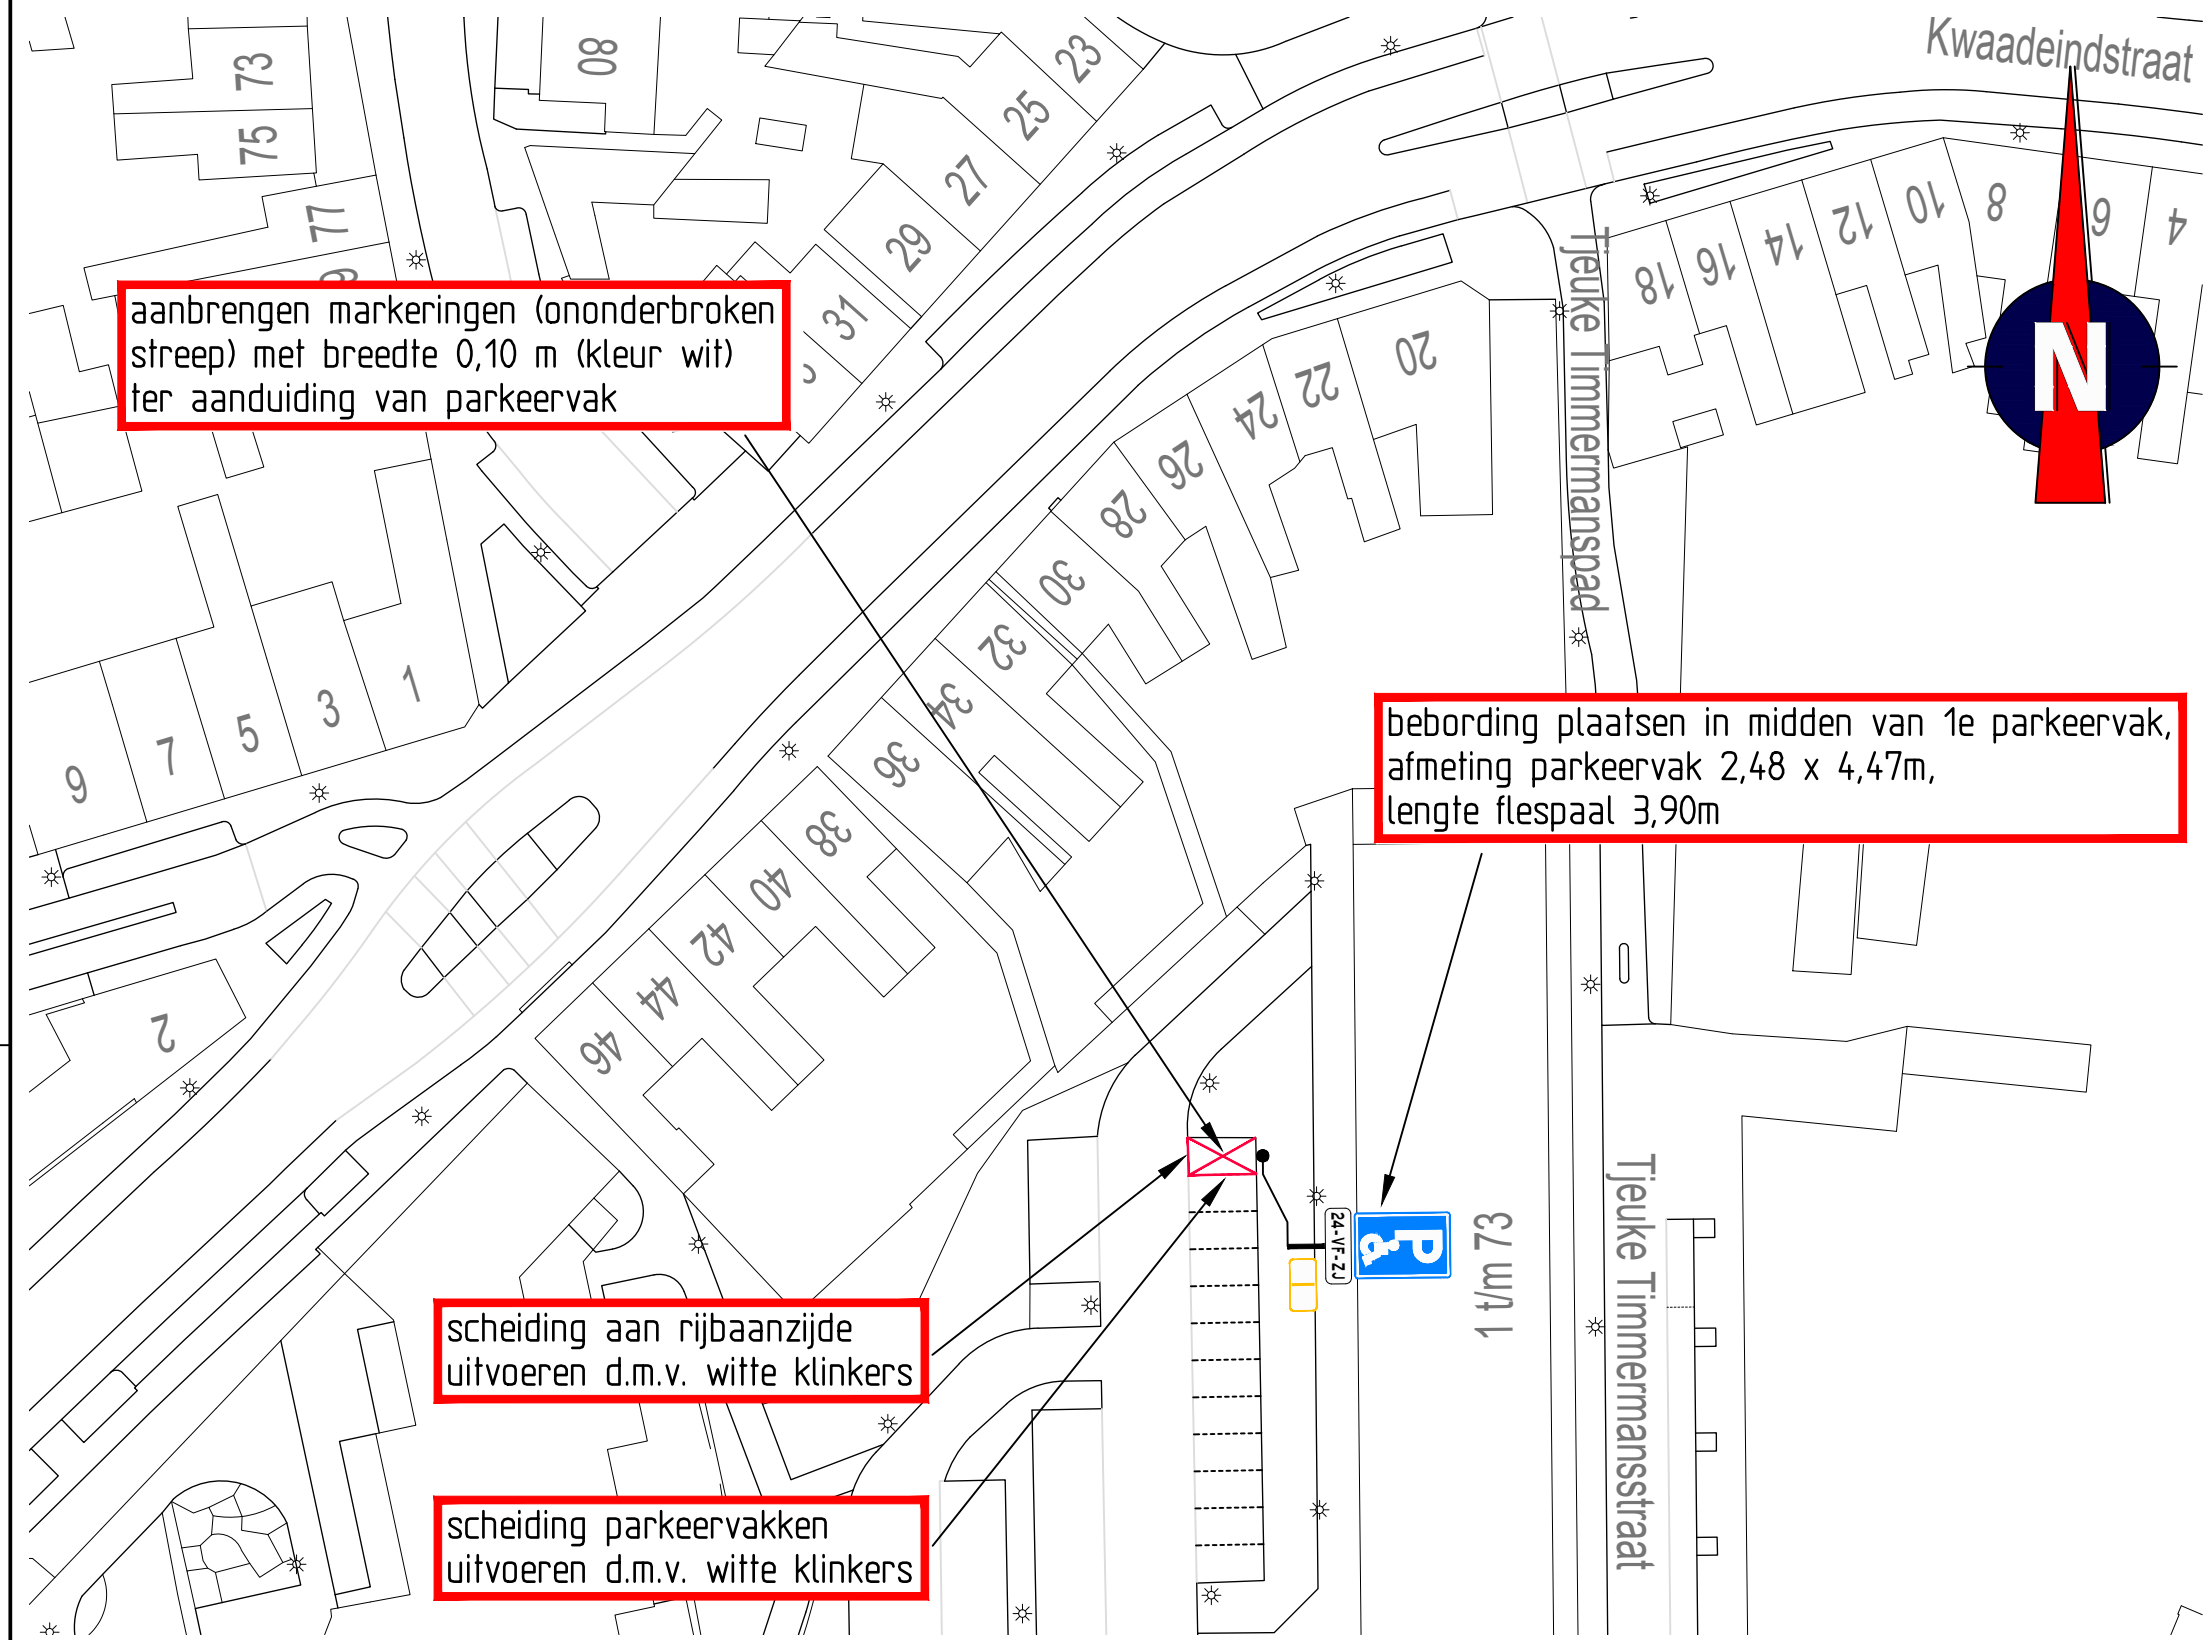 Kwaadeindstraat
73
75
77
80
23
25
27
29
31
aanbrengen markeringen (ononderbroken
streep) met breedte 0,10 m (kleur wit)
ter aanduiding van parkeervak
Tjeuke Timmermanspad
18
16
14
12
10
8
6
4
N
20
22
24
26
28
30
32
34
36
38
40
42
44
46
9
7
5
3
1
2
bebording plaatsen in midden van 1e parkeervak,
afmeting parkeervak 2,48 x 4,47m,
lengte flespaal 3,90m
24-VF-ZJ
P
1 t/m 73
Tjeuke Timmermansstraat
scheiding aan rijbaanzijde
uitvoeren d.m.v. witte klinkers
scheiding parkeervakken
uitvoeren d.m.v. witte klinkers